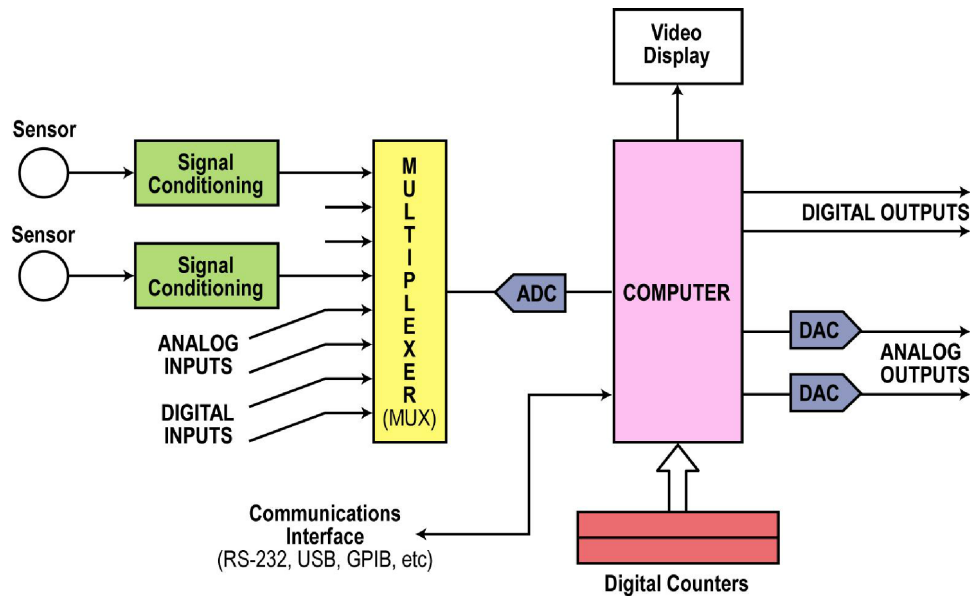 Video
Display
Sensor
Signal
Conditioning
Sensor
Signal
Conditioning
ANALOG
INPUTS
DIGITAL
INPUTS
MULTIPLEXER
(MUX)
ADC
COMPUTER
DIGITAL OUTPUTS
DAC
ANALOG
OUTPUTS
DAC
Communications
Interface
(RS-232, USB, GPIB, etc)
Digital Counters